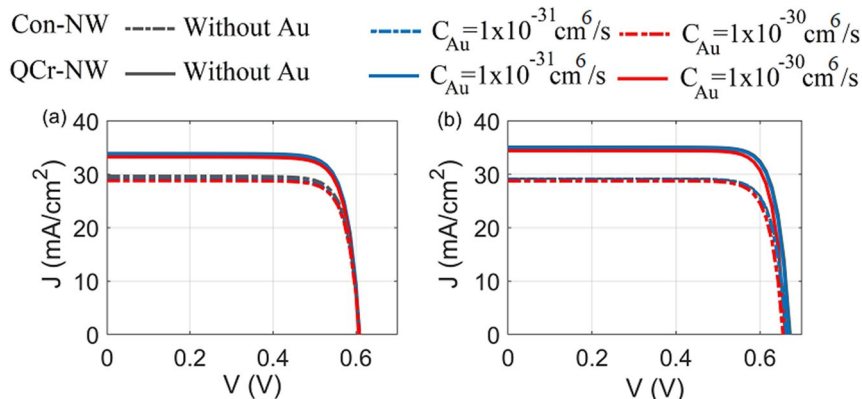 Con-NW Without Au C_Au=1x10^-31 cm^6/s C_Au=1x10^-30 cm^6/s
QCr-NW Without Au C_Au=1x10^-31 cm^6/s C_Au=1x10^-30 cm^6/s
(a)
40
30
20
10
0
J (mA/cm^2)
0 0.2 0.4 0.6
V (V)
(b)
40
30
20
10
0
J (mA/cm^2)
0 0.2 0.4 0.6
V (V)